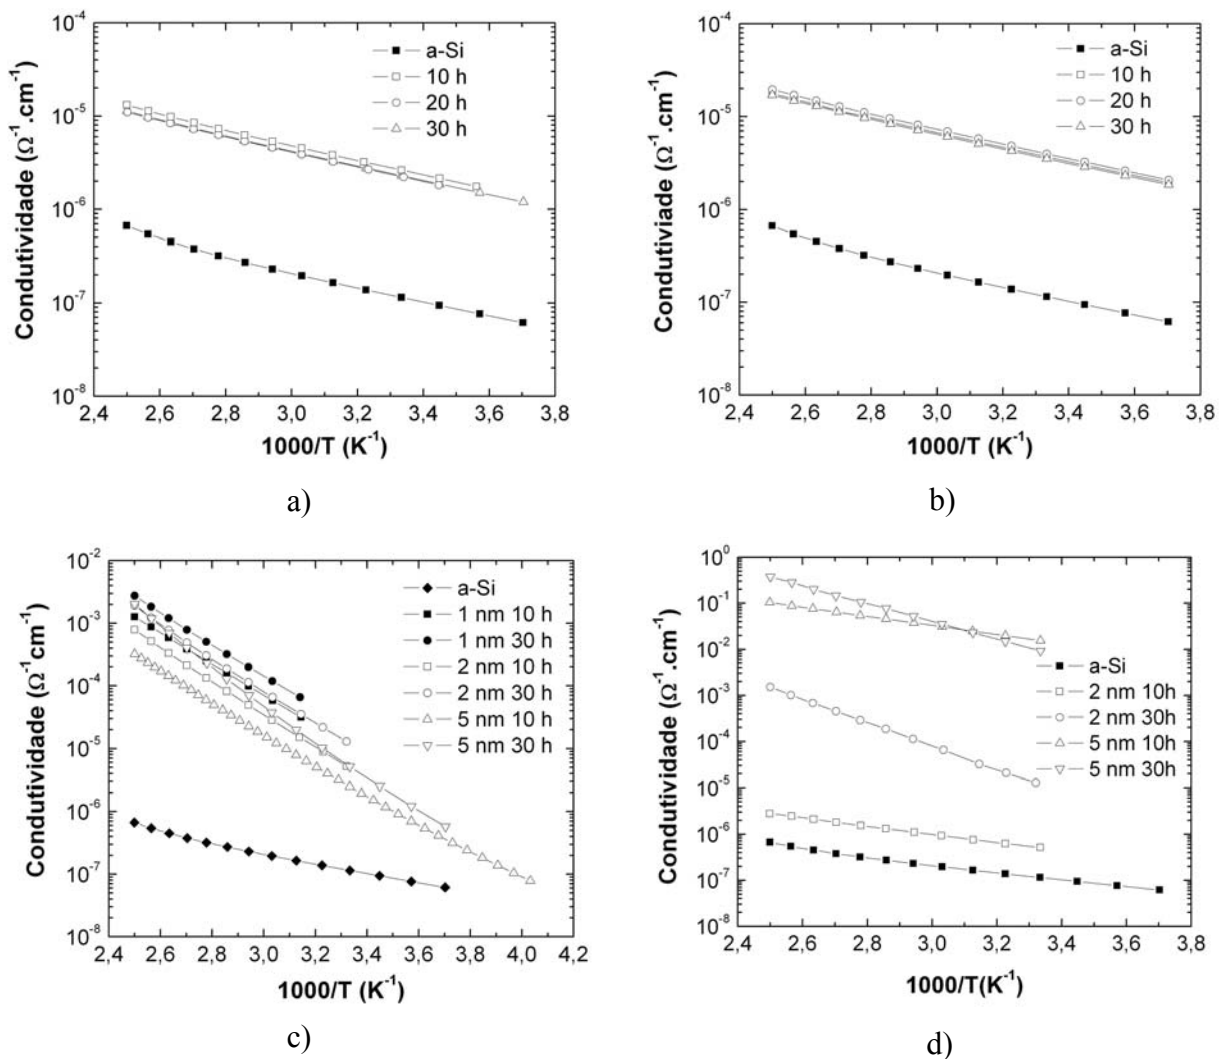 10⁻⁴
10⁻⁵
10⁻⁶
10⁻⁷
10⁻⁸
Condutividade (Ω⁻¹.cm⁻¹)
a-Si
10 h
20 h
30 h
2,4 2,6 2,8 3,0 3,2 3,4 3,6 3,8
1000/T (K⁻¹)
a)
10⁻⁴
10⁻⁵
10⁻⁶
10⁻⁷
10⁻⁸
Condutiviade (Ω⁻¹.cm⁻¹)
a-Si
10 h
20 h
30 h
2,4 2,6 2,8 3,0 3,2 3,4 3,6 3,8
1000/T (K⁻¹)
b)
10⁻²
10⁻³
10⁻⁴
10⁻⁵
10⁻⁶
10⁻⁷
10⁻⁸
Condutividade (Ω⁻¹ cm⁻¹)
a-Si
1 nm 10 h
1 nm 30 h
2 nm 10 h
2 nm 30 h
5 nm 10 h
5 nm 30 h
2,4 2,6 2,8 3,0 3,2 3,4 3,6 3,8 4,0 4,2
1000/T (K⁻¹)
c)
10⁰
10⁻¹
10⁻²
10⁻³
10⁻⁴
10⁻⁵
10⁻⁶
10⁻⁷
10⁻⁸
Condutividade (Ω⁻¹.cm⁻¹)
a-Si
2 nm 10h
2 nm 30h
5 nm 10h
5 nm 30h
2,4 2,6 2,8 3,0 3,2 3,4 3,6 3,8
1000/T(K⁻¹)
d)